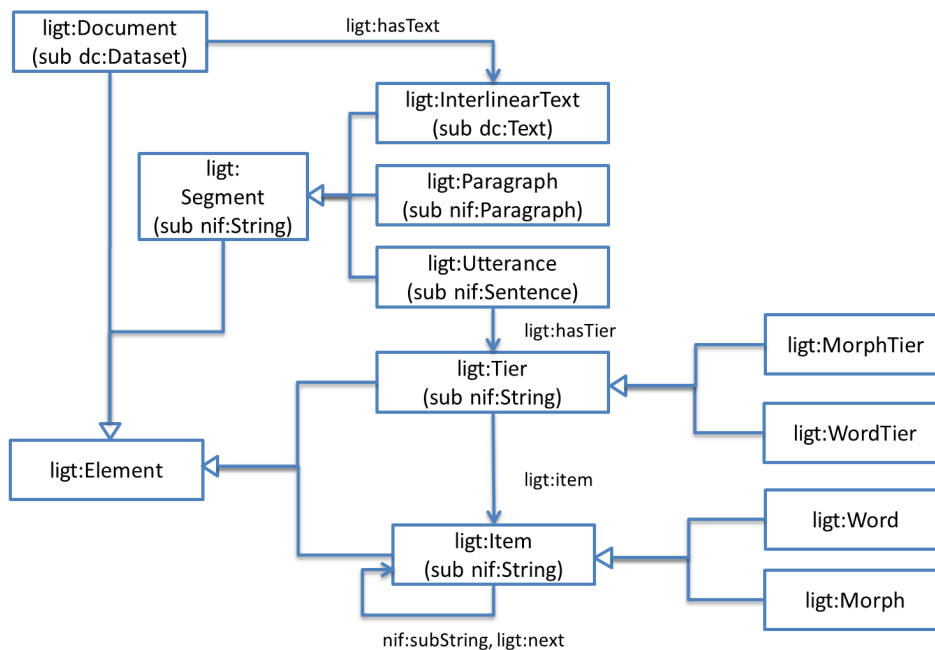 ligt:Document
(sub dc:Dataset)
ligt:hasText
ligt:InterlinearText
(sub dc:Text)
ligt:
Segment
(sub nif:String)
ligt:Paragraph
(sub nif:Paragraph)
ligt:Utterance
(sub nif:Sentence)
ligt:hasTier
ligt:MorphTier
ligt:Tier
(sub nif:String)
ligt:WordTier
ligt:Element
ligt:item
ligt:Word
ligt:Item
(sub nif:String)
ligt:Morph
nif:subString, ligt:next